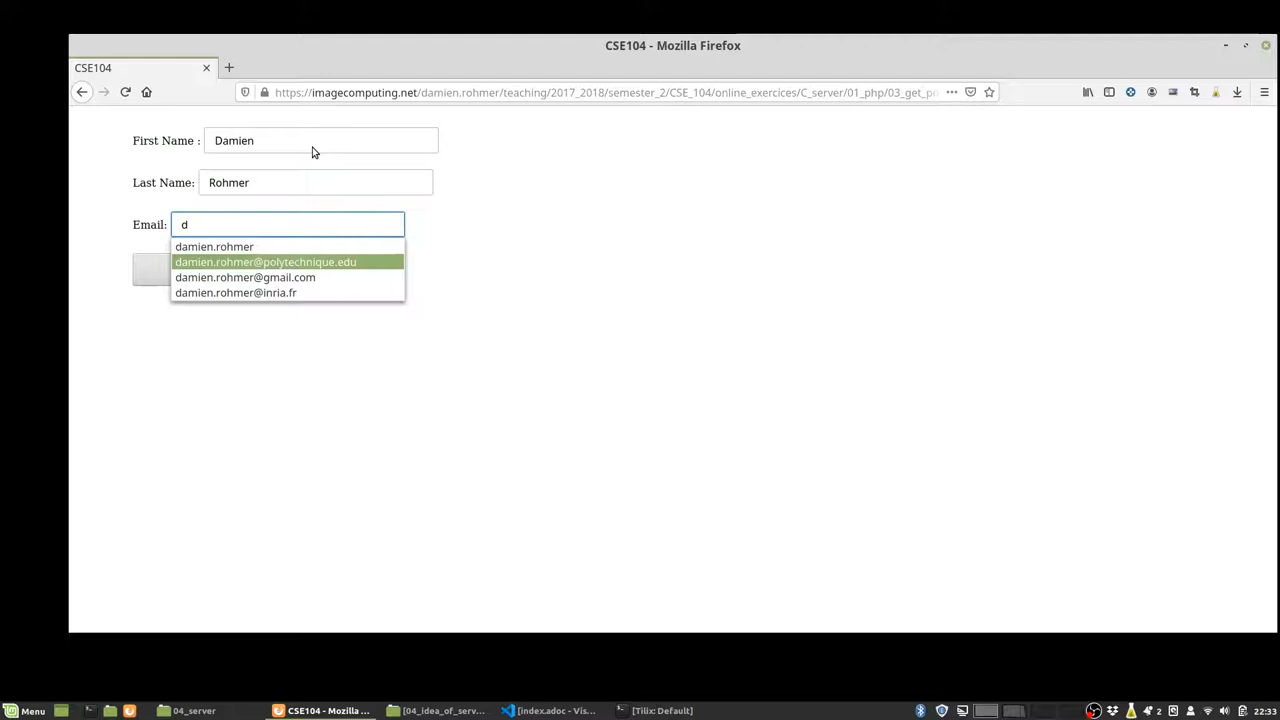 CSE104 - Mozilla Firefox
CSE104
https://imagecomputing.net/damien.rohmer/teaching/2017_2018/semester_2/CSE_104/online_exercices/C_server/01_php/03_get_po
First Name : Damien
Last Name: Rohmer
Email: d
damien.rohmer
damien.rohmer@polytechnique.edu
damien.rohmer@gmail.com
damien.rohmer@inria.fr
Menu 04_server CSE104 - Mozilla ... [04_idea_of_serv... [index.adoc - Vis... [Tilix: Default] 2 22:33